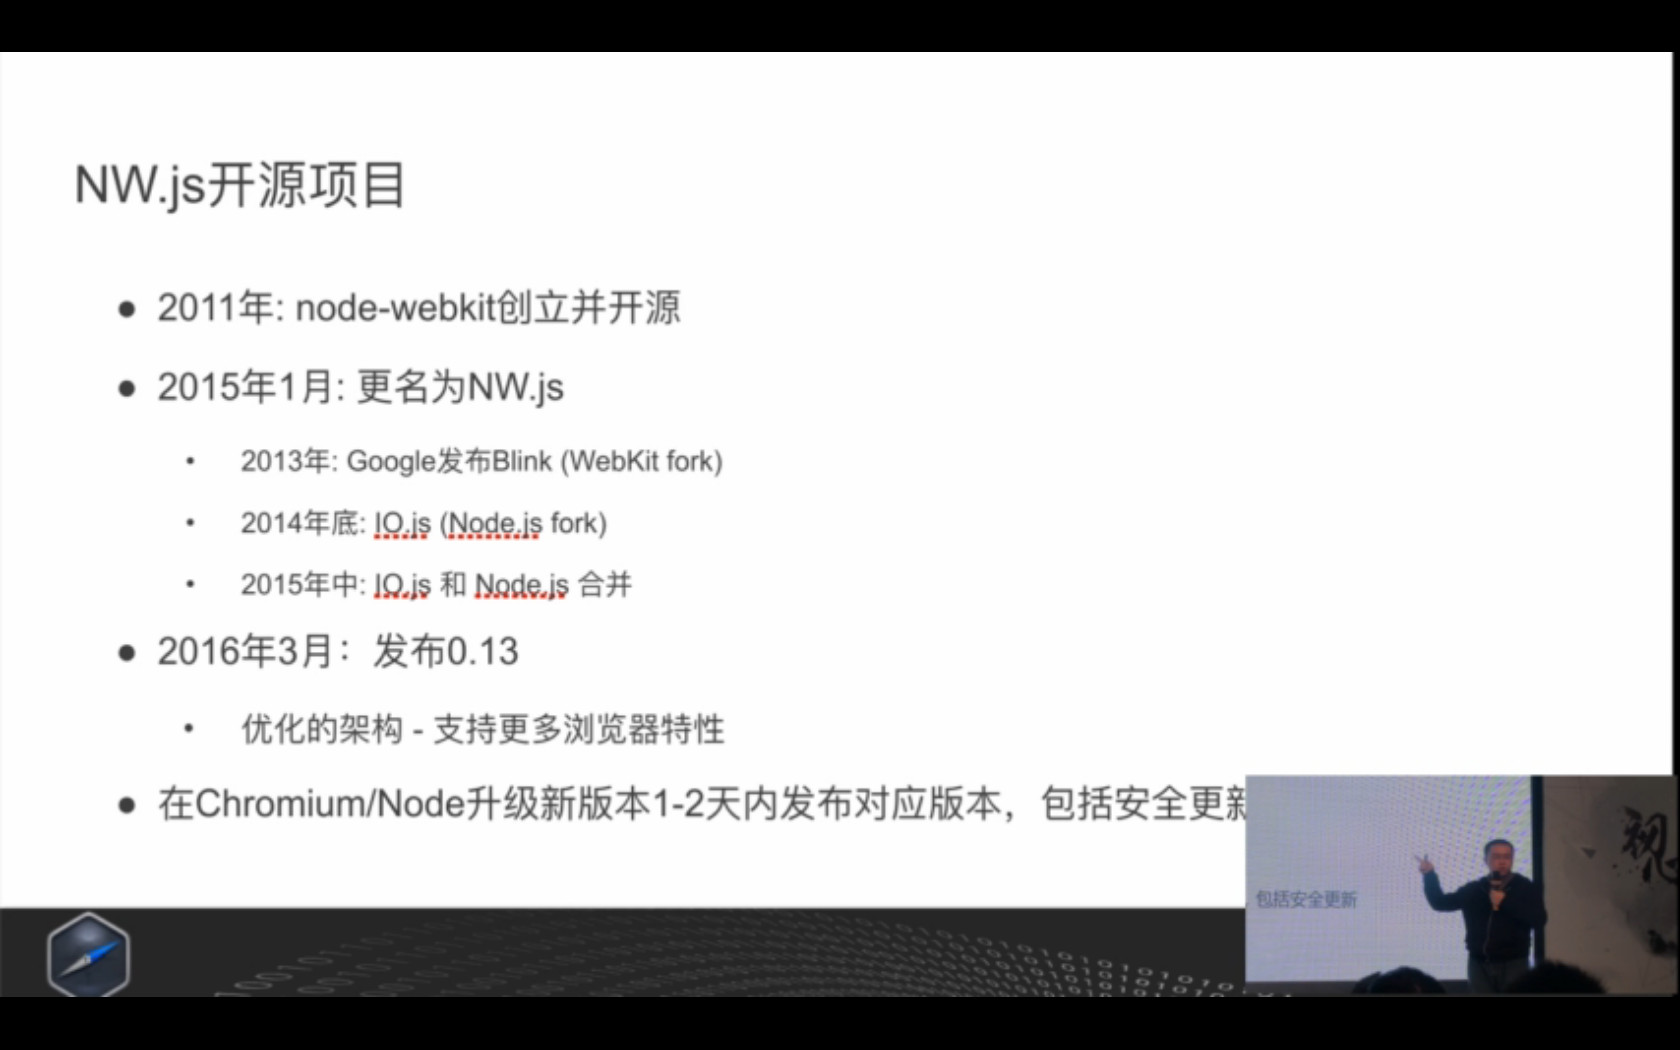 NW.js开源项目
● 2011年: node-webkit创立并开源
● 2015年1月: 更名为NW.js
• 2013年: Google发布Blink (WebKit fork)
• 2014年底: IO.js (Node.js fork)
• 2015年中: IO.js 和 Node.js 合并
● 2016年3月：发布0.13
• 优化的架构 - 支持更多浏览器特性
● 在Chromium/Node升级新版本1-2天内发布对应版本，包括安全更新
包括安全更新
视